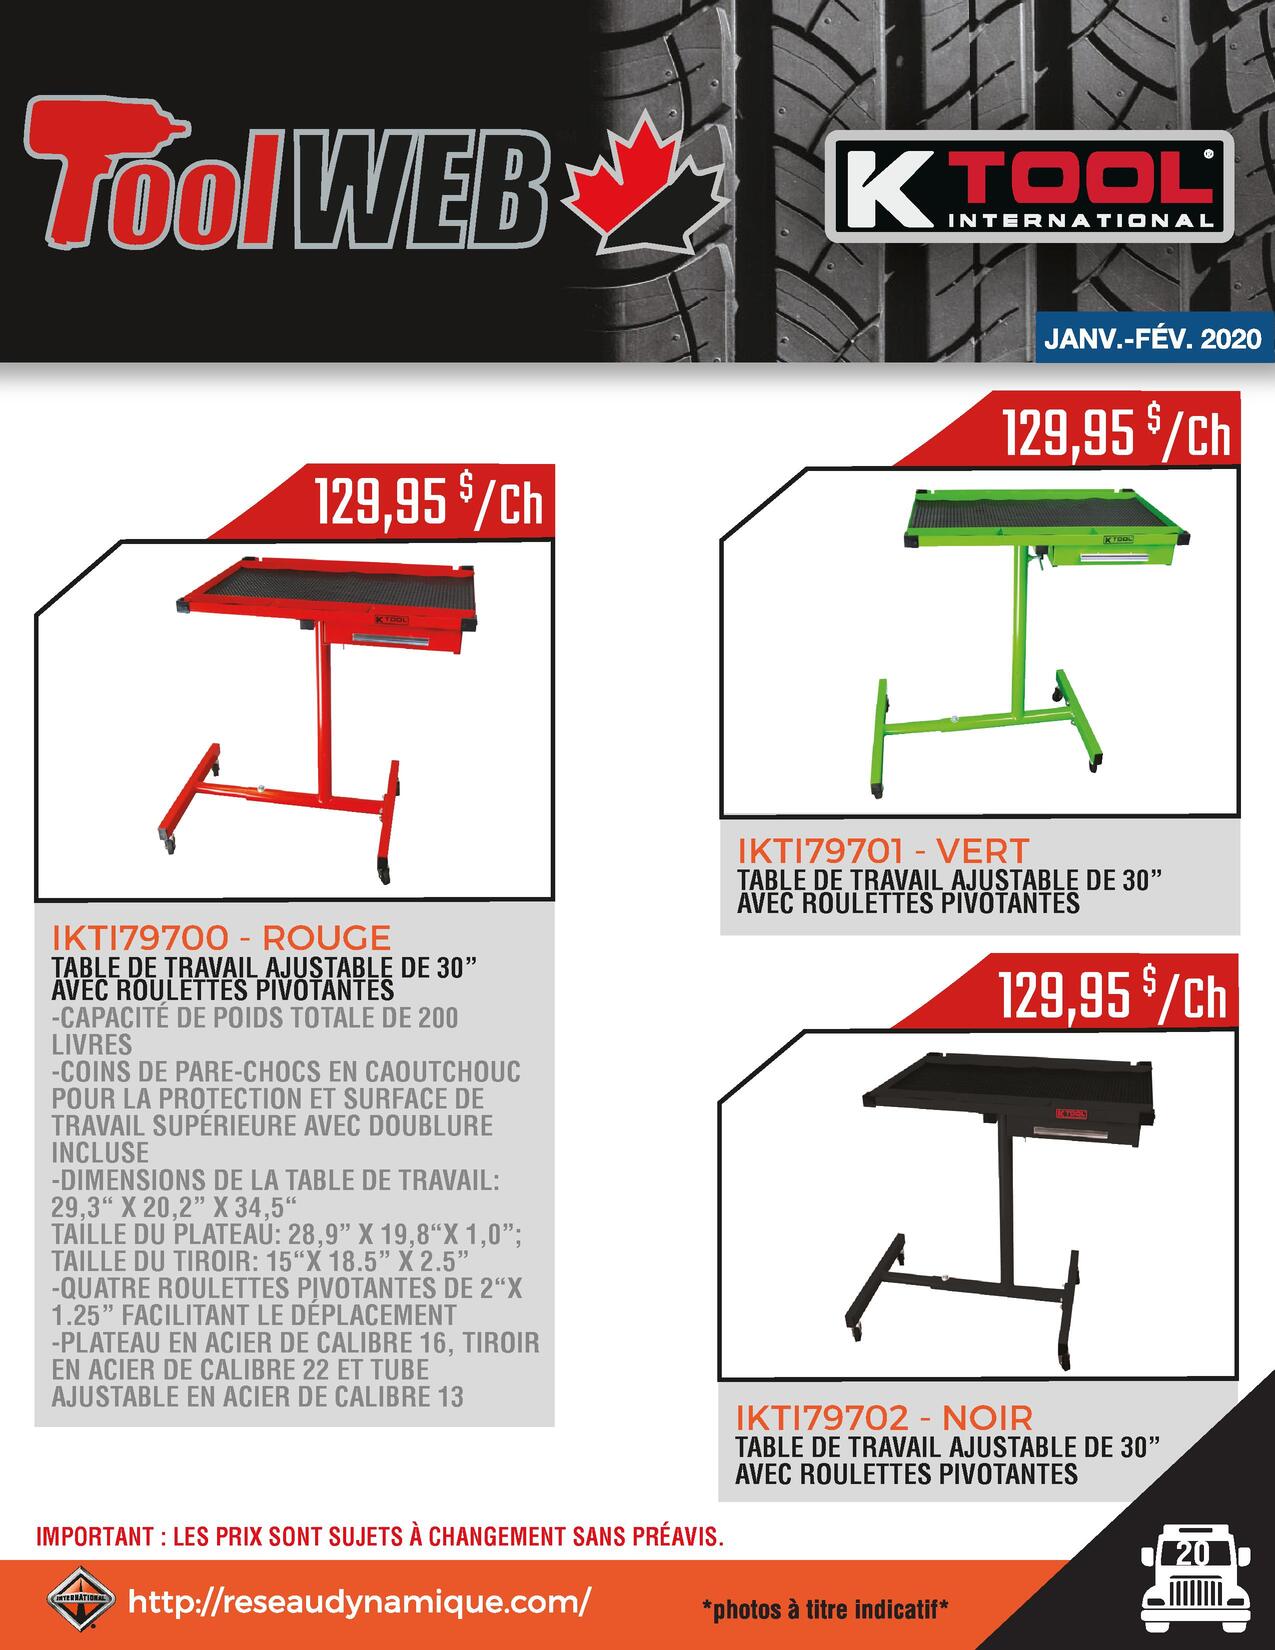 Tool WEB
K TOOL®
INTERNATIONAL
JANV.-FÉV. 2020
129,95 $/Ch
K TOOL
IKTI79700 - ROUGE
TABLE DE TRAVAIL AJUSTABLE DE 30”
AVEC ROULETTES PIVOTANTES
-CAPACITÉ DE POIDS TOTALE DE 200
LIVRES
-COINS DE PARE-CHOCS EN CAOUTCHOUC
POUR LA PROTECTION ET SURFACE DE
TRAVAIL SUPÉRIEURE AVEC DOUBLURE
INCLUSE
-DIMENSIONS DE LA TABLE DE TRAVAIL:
29,3“ X 20,2” X 34,5“
TAILLE DU PLATEAU: 28,9” X 19,8“X 1,0”;
TAILLE DU TIROIR: 15“X 18.5” X 2.5”
-QUATRE ROULETTES PIVOTANTES DE 2“X
1.25” FACILITANT LE DÉPLACEMENT
-PLATEAU EN ACIER DE CALIBRE 16, TIROIR
EN ACIER DE CALIBRE 22 ET TUBE
AJUSTABLE EN ACIER DE CALIBRE 13
129,95 $/Ch
K TOOL
IKTI79701 - VERT
TABLE DE TRAVAIL AJUSTABLE DE 30”
AVEC ROULETTES PIVOTANTES
129,95 $/Ch
K TOOL
IKTI79702 - NOIR
TABLE DE TRAVAIL AJUSTABLE DE 30”
AVEC ROULETTES PIVOTANTES
IMPORTANT : LES PRIX SONT SUJETS À CHANGEMENT SANS PRÉAVIS.
INTERNATIONAL
http://reseaudynamique.com/
*photos à titre indicatif*
20